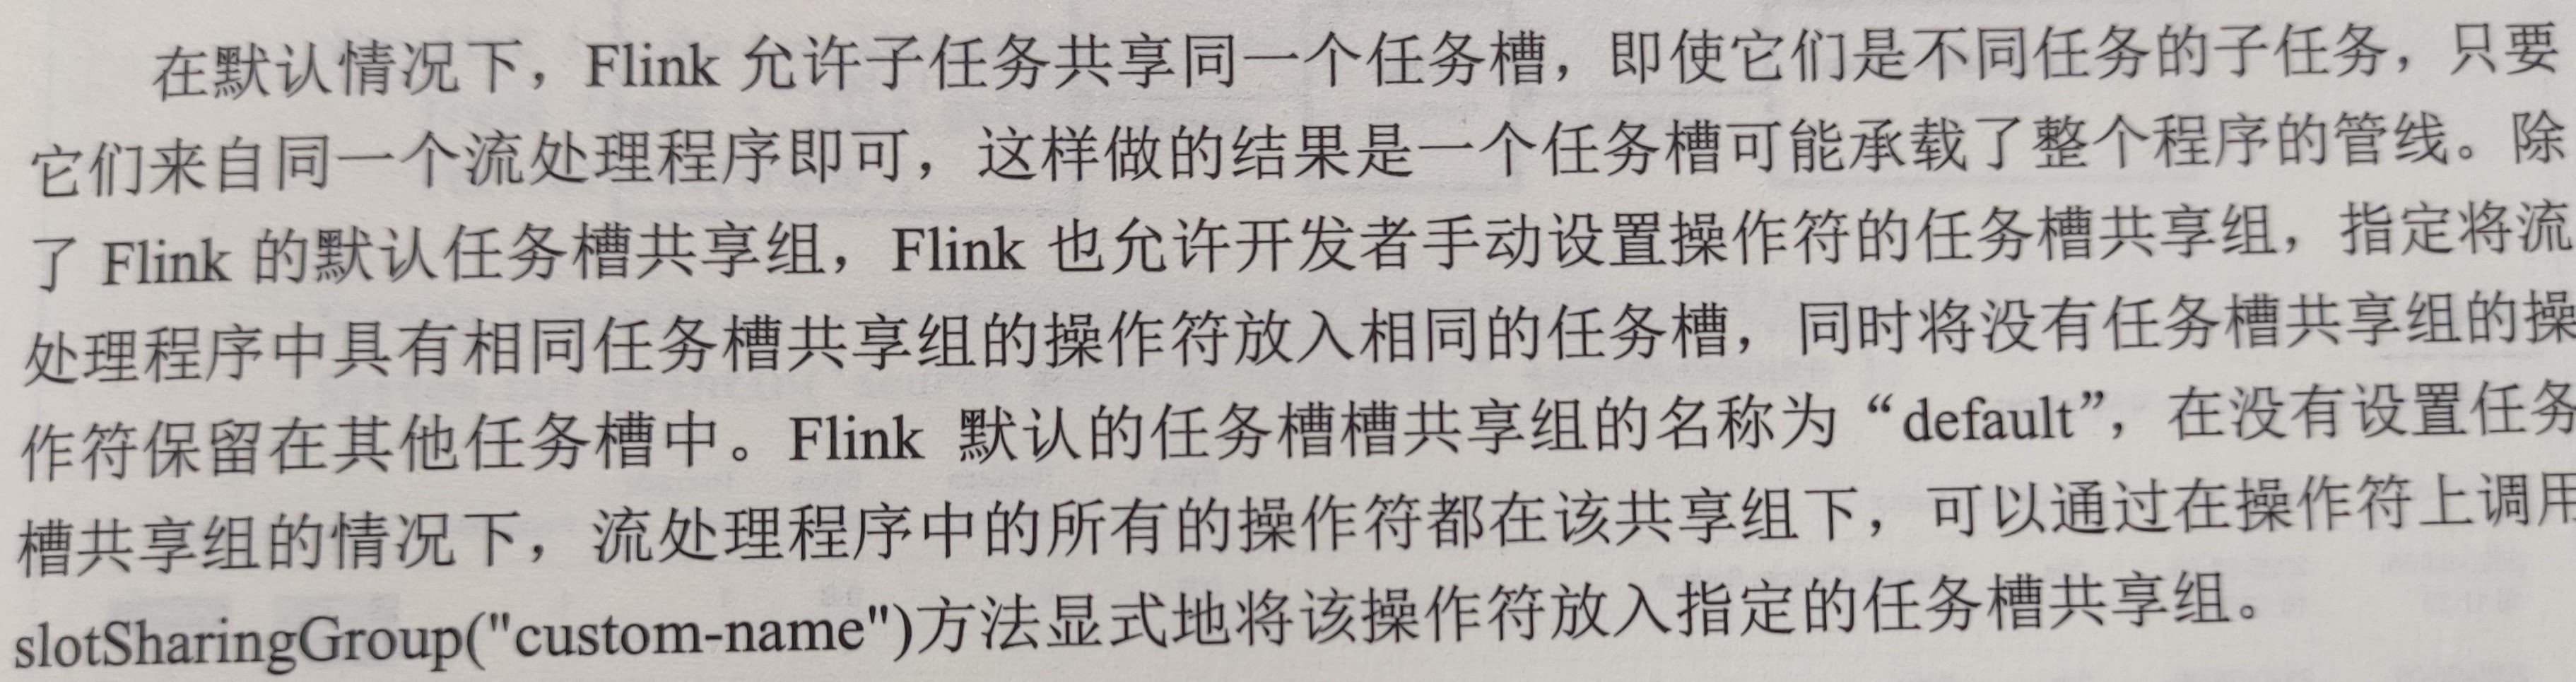 在默认情况下，Flink 允许子任务共享同一个任务槽，即使它们是不同任务的子任务，只要
它们来自同一个流处理程序即可，这样做的结果是一个任务槽可能承载了整个程序的管线。除
了 Flink 的默认任务槽共享组，Flink 也允许开发者手动设置操作符的任务槽共享组，指定将流
处理程序中具有相同任务槽共享组的操作符放入相同的任务槽，同时将没有任务槽共享组的操
作符保留在其他任务槽中。Flink 默认的任务槽槽共享组的名称为“default”，在没有设置任务
槽共享组的情况下，流处理程序中的所有的操作符都在该共享组下，可以通过在操作符上调用
slotSharingGroup("custom-name")方法显式地将该操作符放入指定的任务槽共享组。